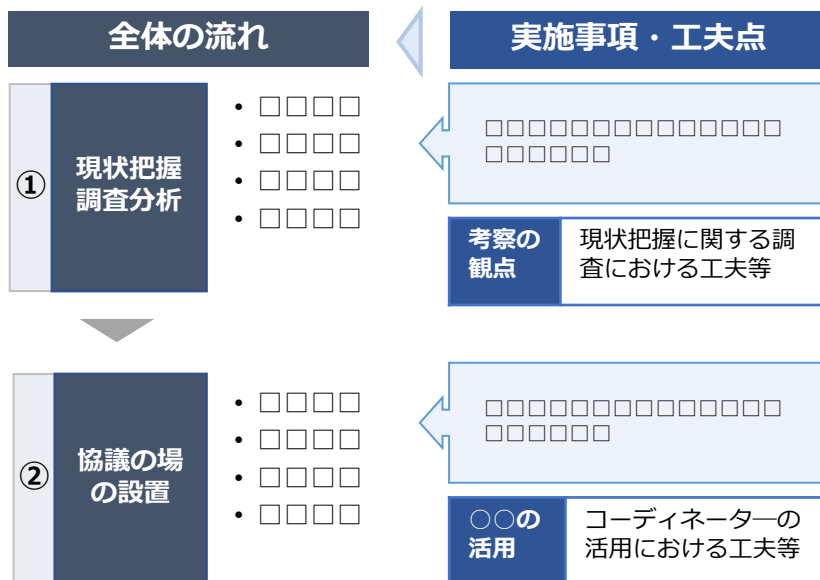 全体の流れ
実施事項・工夫点
①
現状把握
調査分析
• □□□□
• □□□□
• □□□□
• □□□□
□□□□□□□□□□□□□□
□□□□□□
考察の
観点
現状把握に関する調
査における工夫等
②
協議の場
の設置
• □□□□
• □□□□
• □□□□
• □□□□
□□□□□□□□□□□□□□
□□□□□□
○○の
活用
コーディネータ―の
活用における工夫等